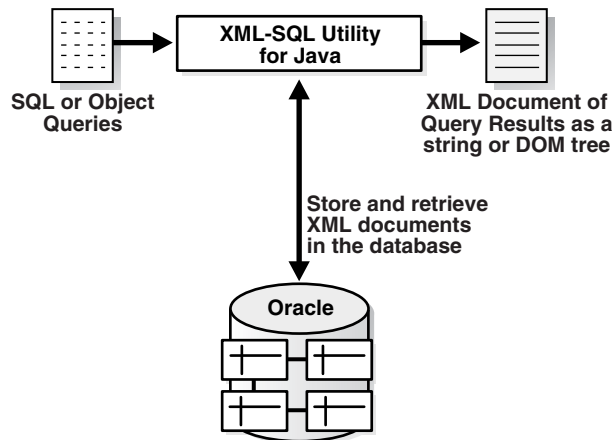 XML-SQL Utility
for Java
SQL or Object
Queries
XML Document of
Query Results as a
string or DOM tree
Store and retrieve
XML documents
in the database
Oracle